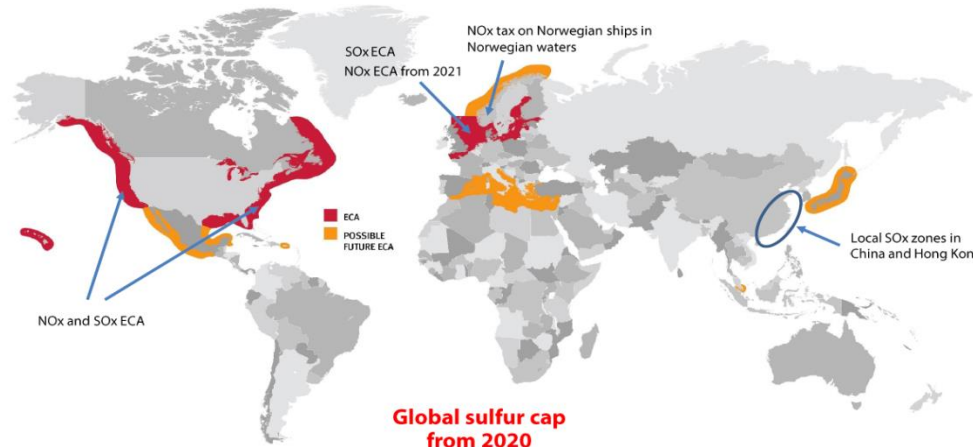 NOx tax on Norwegian ships in
Norwegian waters
SOx ECA
NOx ECA from 2021
ECA
POSSIBLE
FUTURE ECA
Local SOx zones in
China and Hong Kon
NOx and SOx ECA
Global sulfur cap
from 2020